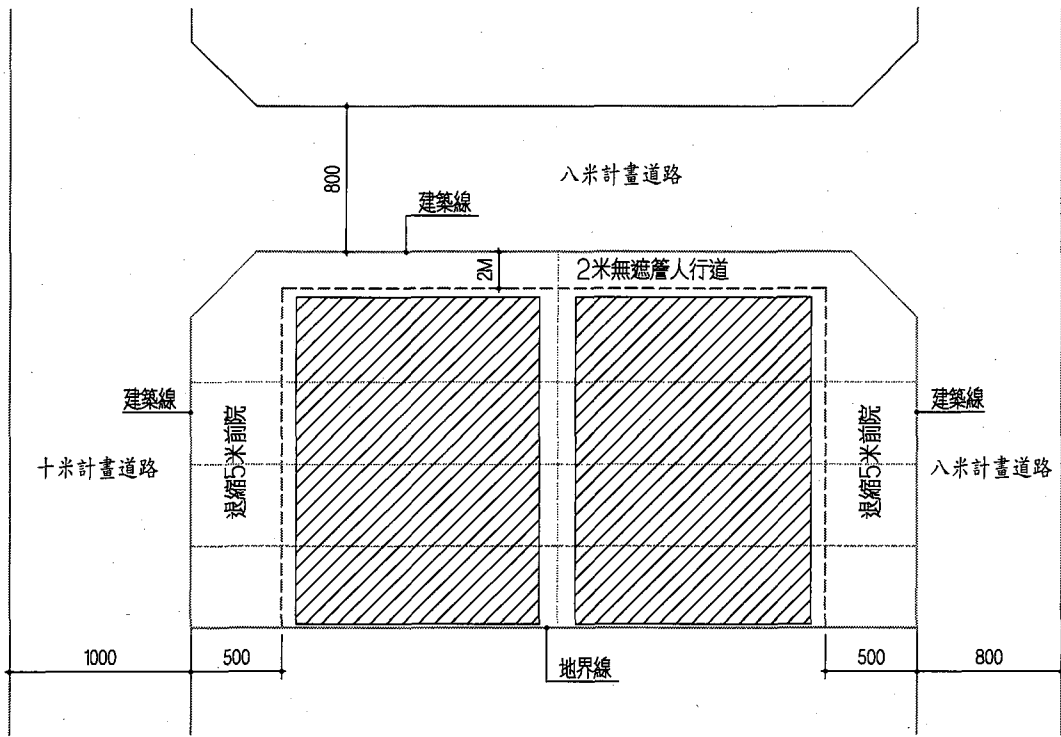 800
八米計畫道路
建築線
2M
2米無遮簷人行道
建築線
建築線
退縮5米前院
退縮5米前院
十米計畫道路
八米計畫道路
1000
500
地界線
500
800